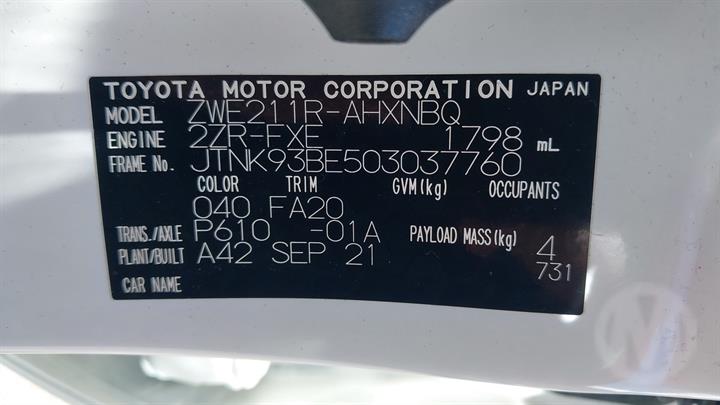 TOYOTA MOTOR CORPORATION JAPAN
MODEL ZWE211R-AHXNBQ
ENGINE 2ZR-FXE 1798 mL
FRAME No. JTNK93BE503037760
COLOR TRIM GVM(kg) OCCUPANTS
040 FA20
TRANS./AXLE P610 -01A PAYLOAD MASS(kg) 4
PLANT/BUILT A42 SEP 21 731
CAR NAME